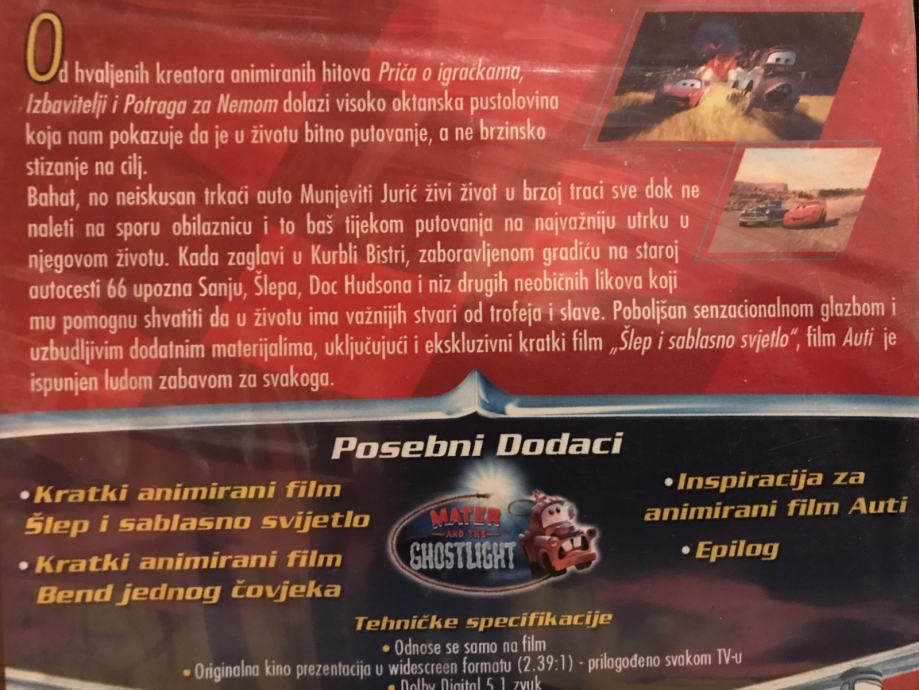 Od hvaljenih kreatora animiranih hitova Priča o igračkama,
Izbavitelji i Potraga za Nemom dolazi visoko oktanska pustolovina
koja nam pokazuje da je u životu bitno putovanje, a ne brzinsko
stizanje na cilj.
Bahat, no neiskusan trkaći auto Munjeviti Jurić živi život u brzoj traci sve dok ne
naleti na sporu obilaznicu i to baš tijekom putovanja na najvažniju utrku u
njegovom životu. Kada zaglavi u Kurbli Bistri, zaboravljenom gradiću na staroj
autocesti 66 upozna Sanju, Šlepa, Doc Hudsona i niz drugih neobičnih likova koji
mu pomognu shvatiti da u životu ima važnijih stvari od trofeja i slave. Poboljšan senzacionalnom glazbom i
uzbudljivim dodatnim materijalima, uključujući i ekskluzivni kratki film „Šlep i sablasno svjetlo“, film Auti je
ispunjen ludom zabavom za svakoga.
Posebni Dodaci
• Kratki animirani film
Šlep i sablasno svijetlo
• Kratki animirani film
Bend jednog čovjeka
MATER
AND THE
GHOSTLIGHT
• Inspiracija za
animirani film Auti
• Epilog
Tehničke specifikacije
• Odnose se samo na film
• Originalna kino prezentacija u widescreen formatu (2.39:1) - prilagođeno svakom TV-u
• Dolby Digital 5.1 zvuk